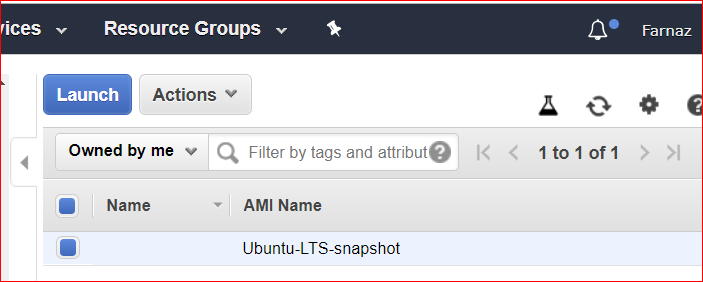 ices Resource Groups Farnaz
Launch Actions
Owned by me Filter by tags and attribut 1 to 1 of 1
Name AMI Name
Ubuntu-LTS-snapshot